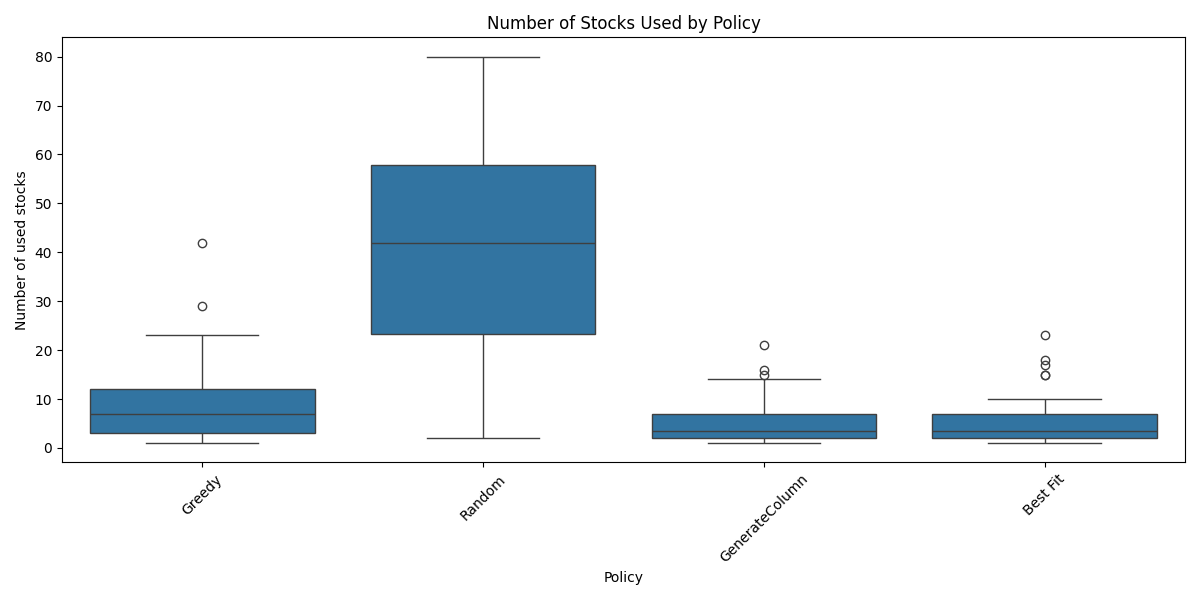 Number of Stocks Used by Policy
Number of used stocks
80
70
60
50
40
30
20
10
0
Greedy
Random
GenerateColumn
Best Fit
Policy